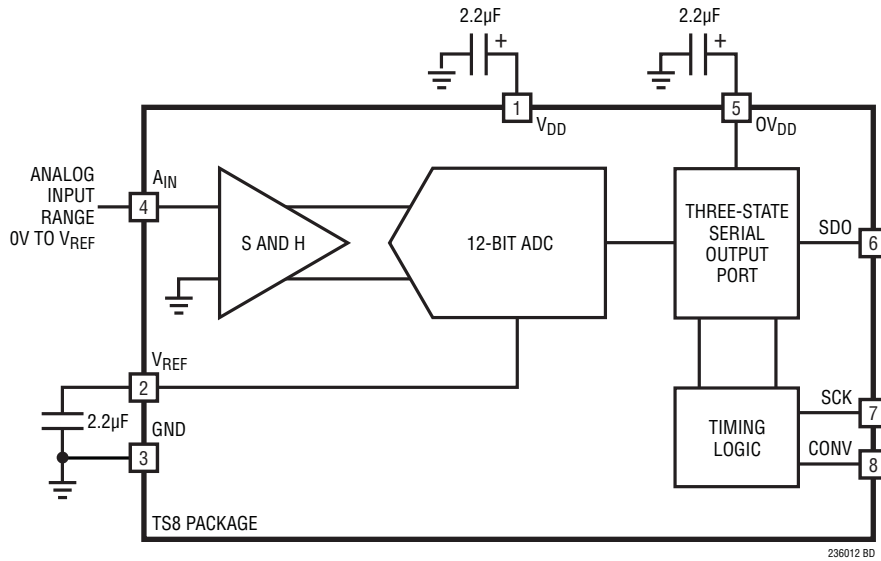 2.2µF
+
2.2µF
+
1
VDD
5
OVDD
ANALOG
INPUT
RANGE
0V TO VREF
AIN
4
S AND H
12-BIT ADC
THREE-STATE
SERIAL
OUTPUT
PORT
SDO
6
VREF
2
2.2µF
GND
3
TIMING
LOGIC
SCK
7
CONV
8
TS8 PACKAGE
236012 BD